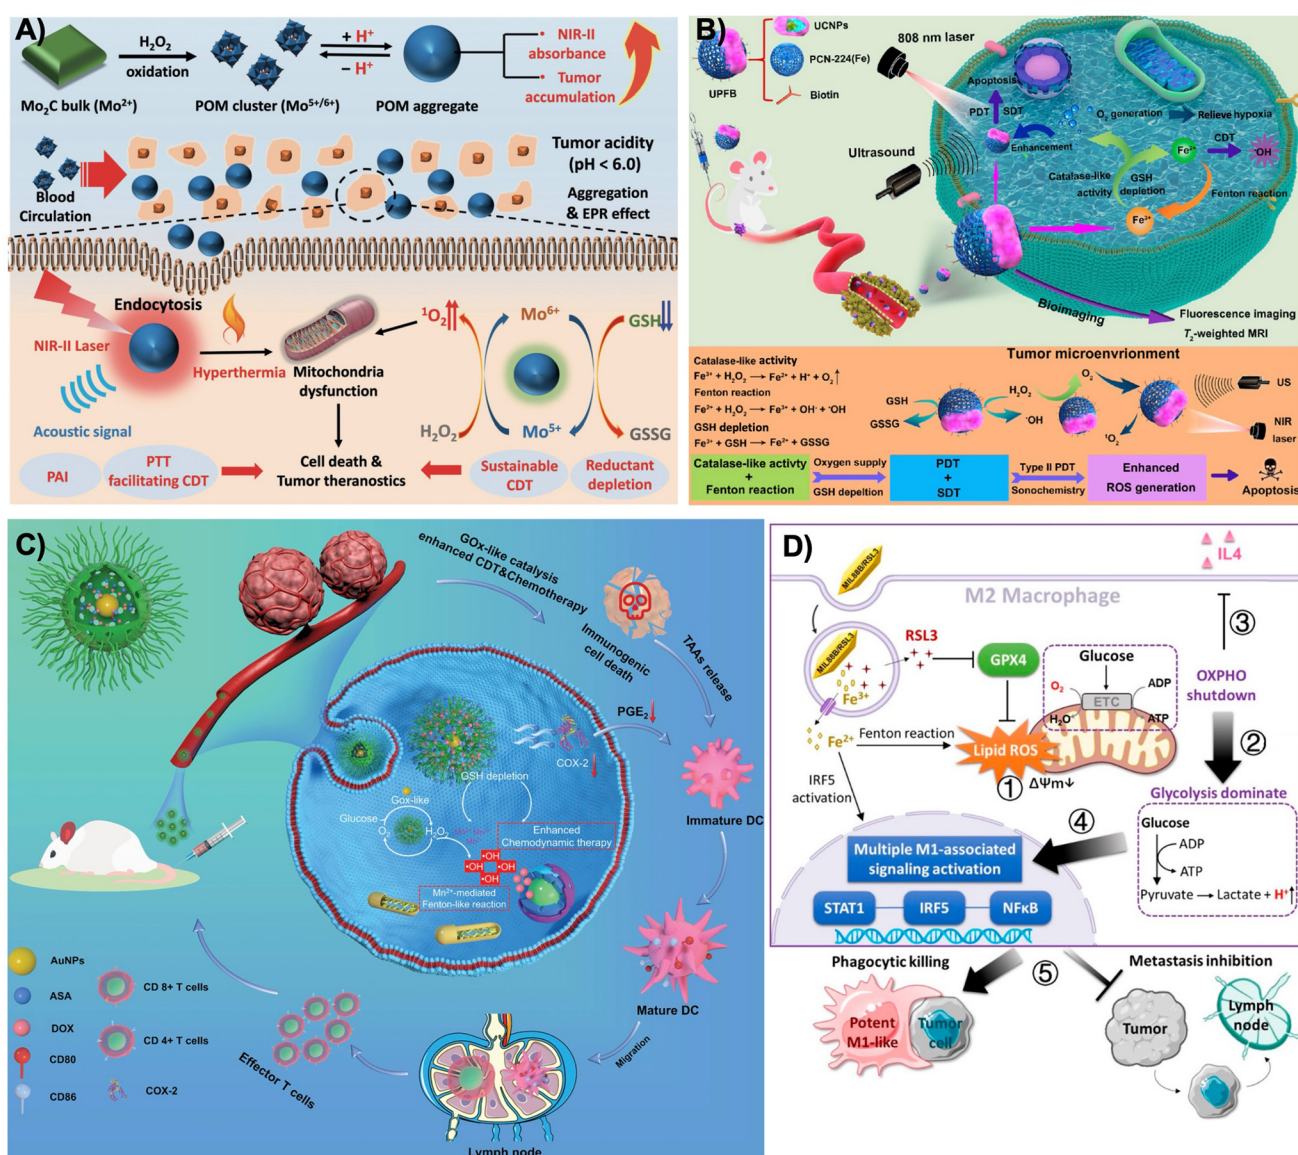 A)
H₂O₂
oxidation
+ H⁺
− H⁺
• NIR-II
absorbance
• Tumor
accumulation
Mo₂C bulk (Mo²⁺)
POM cluster (Mo⁵⁺/⁶⁺)
POM aggregate
Blood
Circulation
Tumor acidity
(pH < 6.0)
Aggregation
& EPR effect
Endocytosis
NIR-II Laser
Hyperthermia
Acoustic signal
Mitochondria
dysfunction
¹O₂
Mo⁶⁺
GSH
H₂O₂
Mo⁵⁺
GSSG
PAI
PTT
facilitating CDT
Cell death &
Tumor theranostics
Sustainable
CDT
Reductant
depletion
B)
UCNPs
PCN-224(Fe)
UPFB
Biotin
808 nm laser
Ultrasound
Apoptosis
PDT
SDT
Enhancement
O₂ generation
Relieve hypoxia
Fe²⁺
CDT
·OH
Catalase-like
activity
GSH
depletion
Fenton reaction
Fe³⁺
Bioimaging
Fluorescence imaging
T₂-weighted MRI
Tumor microenvrionment
Catalase-like activity
Fe³⁺ + H₂O₂ → Fe²⁺ + H⁺ + O₂↑
Fenton reaction
Fe²⁺ + H₂O₂ → Fe³⁺ + OH⁻ + ·OH
GSH depletion
Fe³⁺ + GSH → Fe²⁺ + GSSG
GSH
GSSG
H₂O₂
·OH
O₂
¹O₂
US
NIR
laser
Catalase-like activty
+
Fenton reaction
Oxygen supply
GSH depeltion
PDT
+
SDT
Type II PDT
Sonochemistry
Enhanced
ROS generation
Apoptosis
C)
GOx-like catalysis
enhanced CDT&Chemotherapy
Immunogenic
cell death
TAAs release
PGE₂
COX-2
GSH depletion
Gox-like
Glucose
O₂
H₂O₂
Enhanced
Chemodynamic therapy
·OH
·OH
·OH
·OH
Mn²⁺-mediated
Fenton-like reaction
Immature DC
Mature DC
Migration
Lymph node
Effector T cells
AuNPs
ASA
DOX
CD80
CD86
CD 8+ T cells
CD 4+ T cells
COX-2
D)
IL4
MIL88B/RSL3
M2 Macrophage
MIL88B/RSL3
RSL3
Fe³⁺
GPX4
Glucose
O₂
ETC
ADP
H₂O
ATP
③
OXPHO
shutdown
Fe²⁺
Fenton reaction
Lipid ROS
①
ΔΨm↓
②
IRF5
activation
Glycolysis dominate
④
Glucose
ADP
ATP
Pyruvate → Lactate + H⁺↑
Multiple M1-associated
signaling activation
STAT1
IRF5
NFκB
Phagocytic killing
⑤
Metastasis inhibition
Potent
M1-like
Tumor
cell
Tumor
Lymph
node